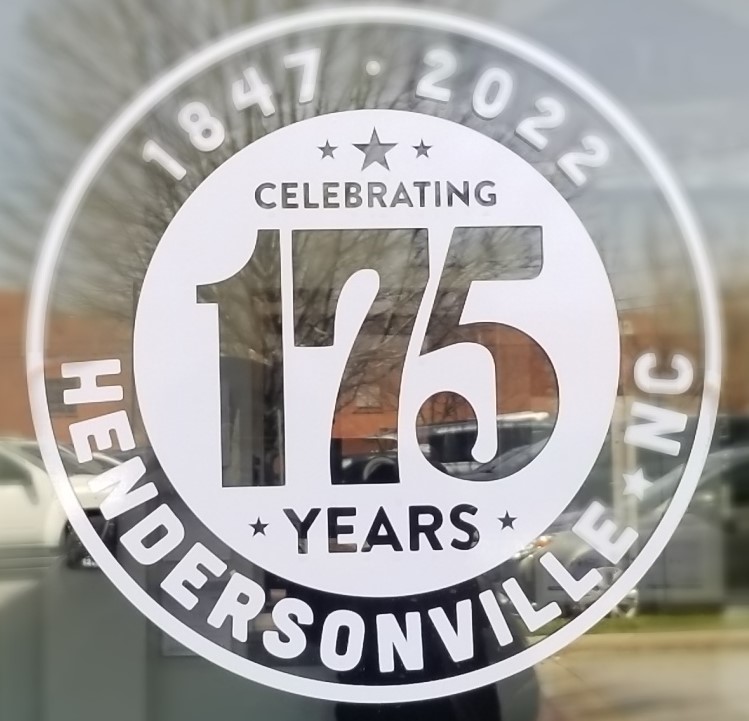 1847 · 2022
★ ★ ★
CELEBRATING
175
★ YEARS ★
HENDERSONVILLE ★ NC